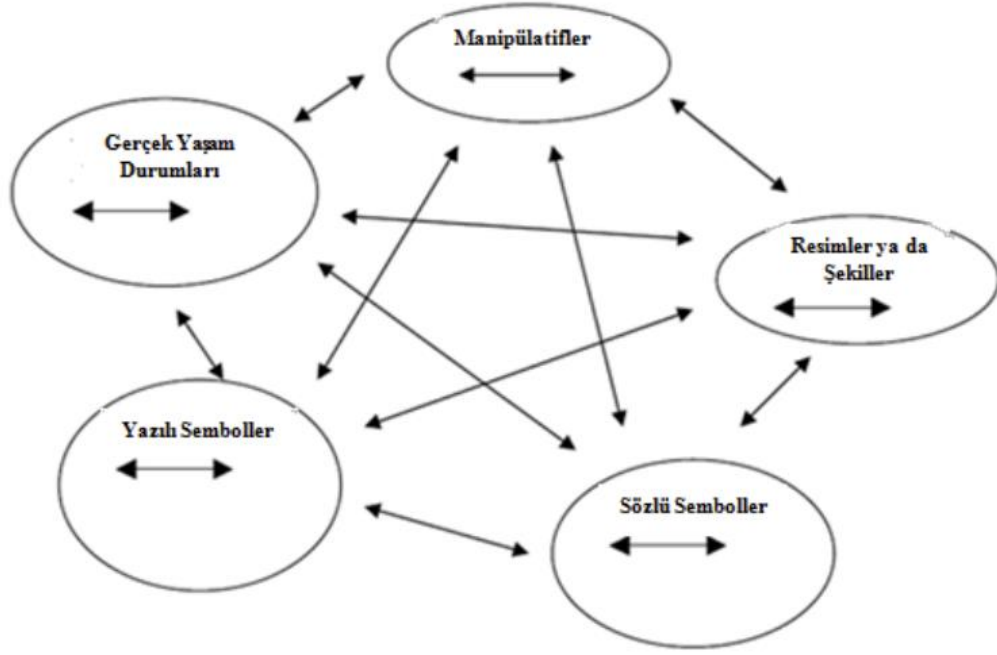 Manipülatifler
Gerçek Yaşam
Durumları
Resimler ya da
Şekiller
Yazılı Semboller
Sözlü Semboller